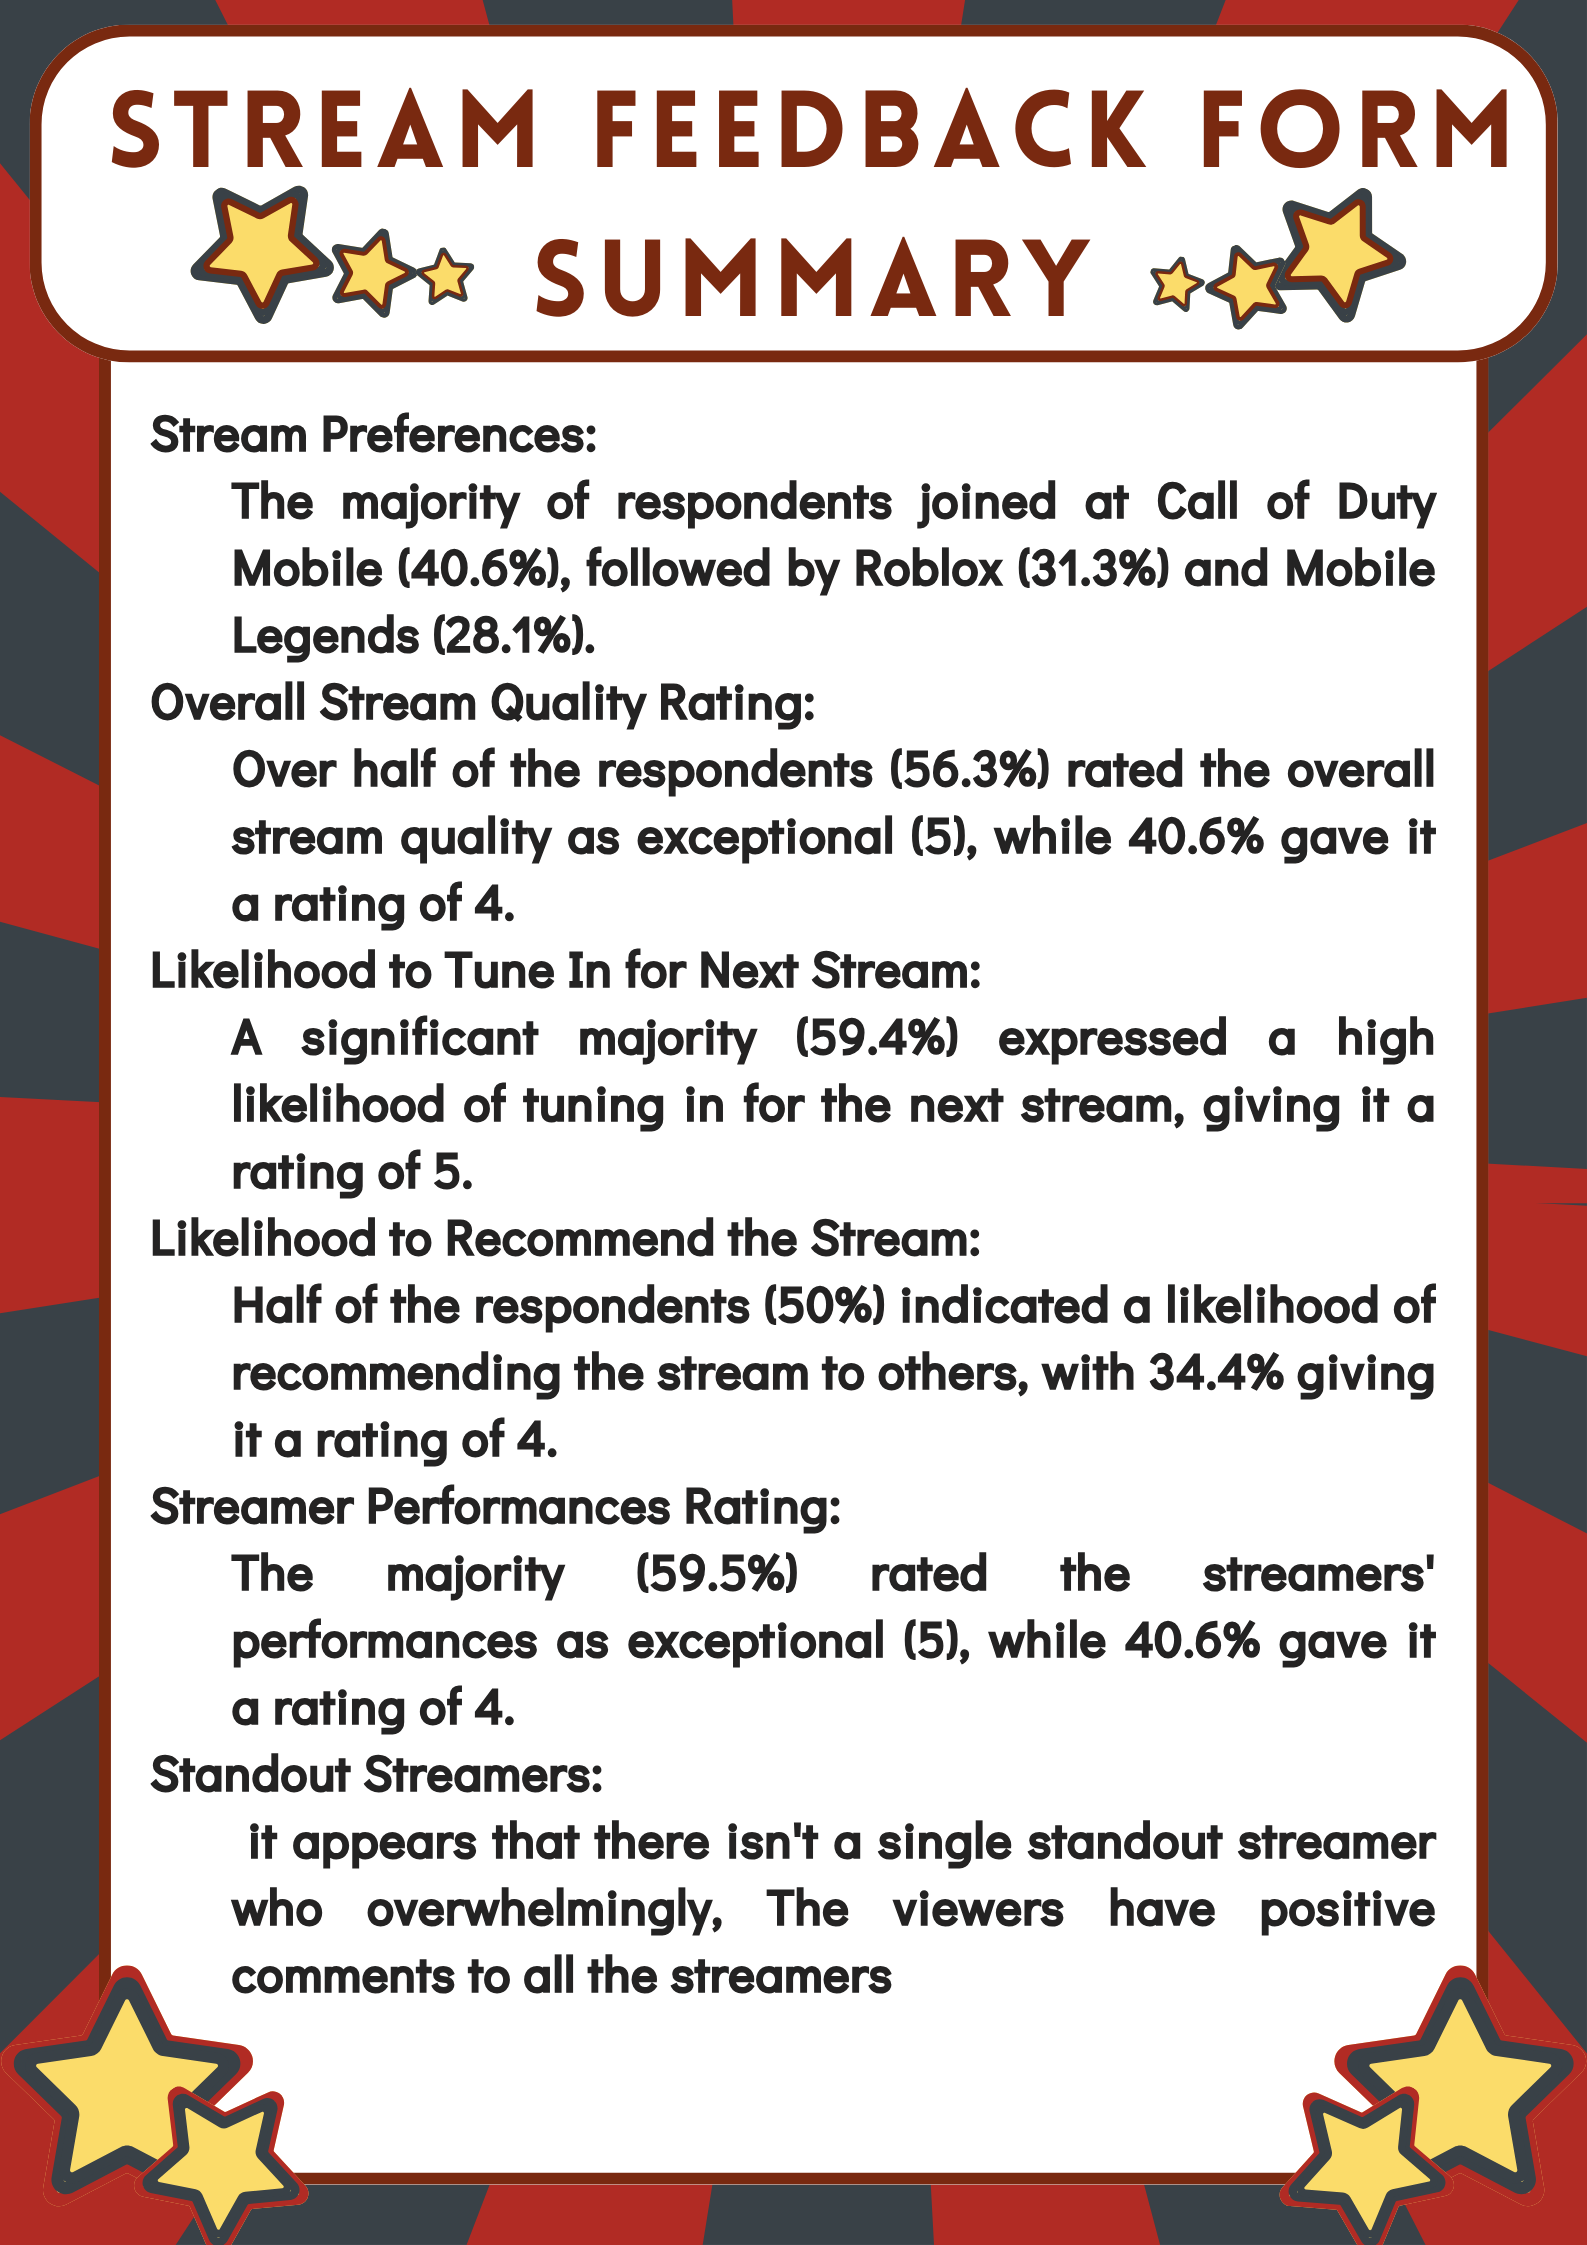 STREAM FEEDBACK FORM
SUMMARY
Stream Preferences:
The majority of respondents joined at Call of Duty
Mobile (40.6%), followed by Roblox (31.3%) and Mobile
Legends (28.1%).
Overall Stream Quality Rating:
Over half of the respondents (56.3%) rated the overall
stream quality as exceptional (5), while 40.6% gave it
a rating of 4.
Likelihood to Tune In for Next Stream:
A significant majority (59.4%) expressed a high
likelihood of tuning in for the next stream, giving it a
rating of 5.
Likelihood to Recommend the Stream:
Half of the respondents (50%) indicated a likelihood of
recommending the stream to others, with 34.4% giving
it a rating of 4.
Streamer Performances Rating:
The majority (59.5%) rated the streamers'
performances as exceptional (5), while 40.6% gave it
a rating of 4.
Standout Streamers:
it appears that there isn't a single standout streamer
who overwhelmingly, The viewers have positive
comments to all the streamers